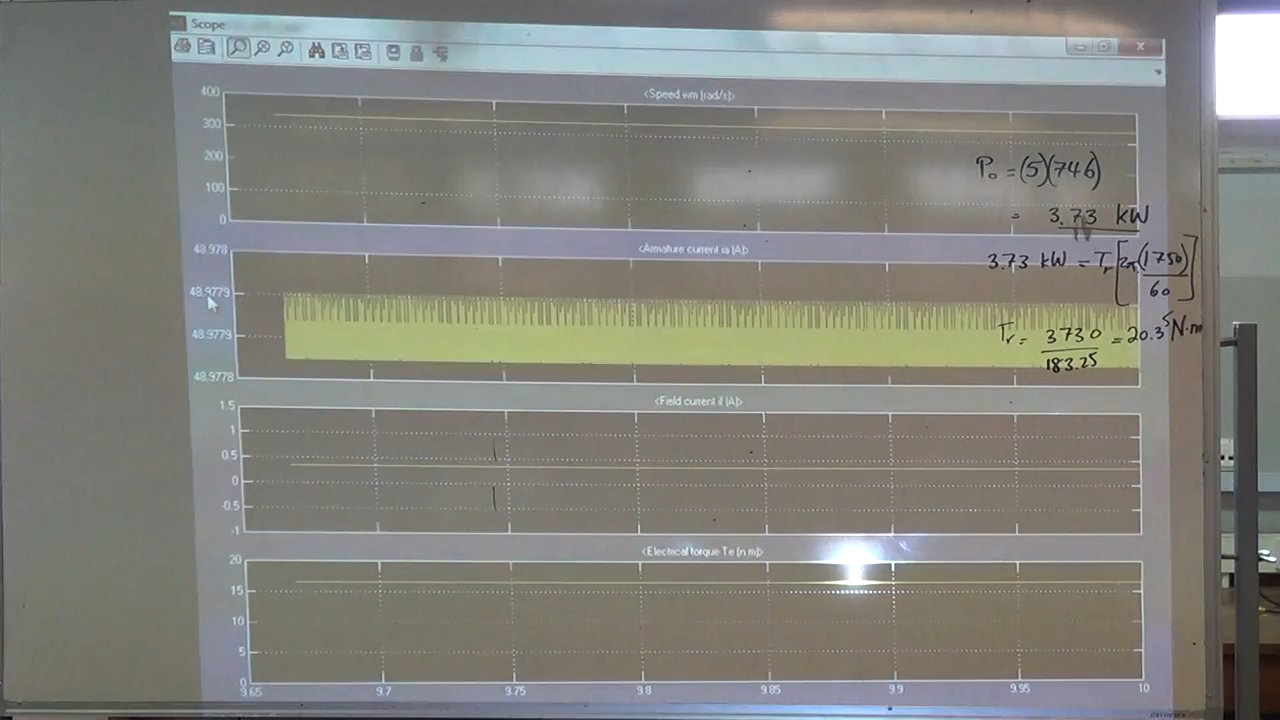 Scope
<Speed wm (rad/s)>
400
300
200
100
0
P₀ = (5)(746)
= 3.73 kW
<Armature current ia (A)>
48.978
48.9779
48.9779
48.9778
3.73 kW = Tr [2π(1750)/60]
Tr = 3730/183.25 = 20.35 N·m
<Field current if (A)>
1.5
1
0.5
0
-0.5
-1
<Electrical torque Te (n m)>
20
15
10
5
0
9.65 9.7 9.75 9.8 9.85 9.9 9.95 10